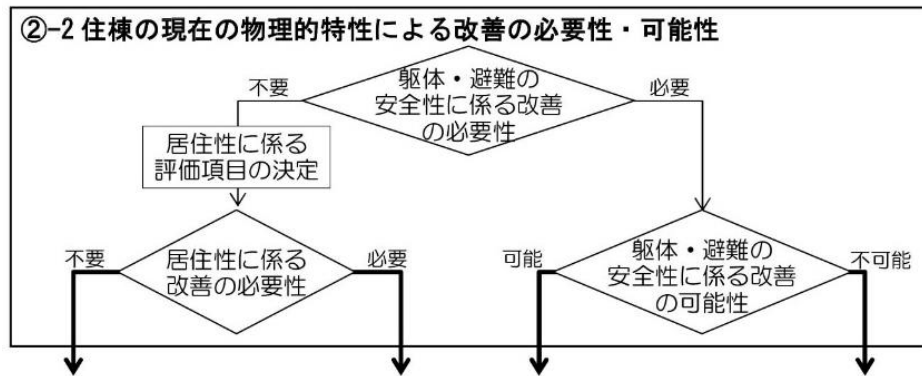 ②-2 住棟の現在の物理的特性による改善の必要性・可能性
不要
躯体・避難の
安全性に係る改善
の必要性
必要
居住性に係る
評価項目の決定
不要
居住性に係る
改善の必要性
必要
可能
躯体・避難の
安全性に係る改善
の可能性
不可能